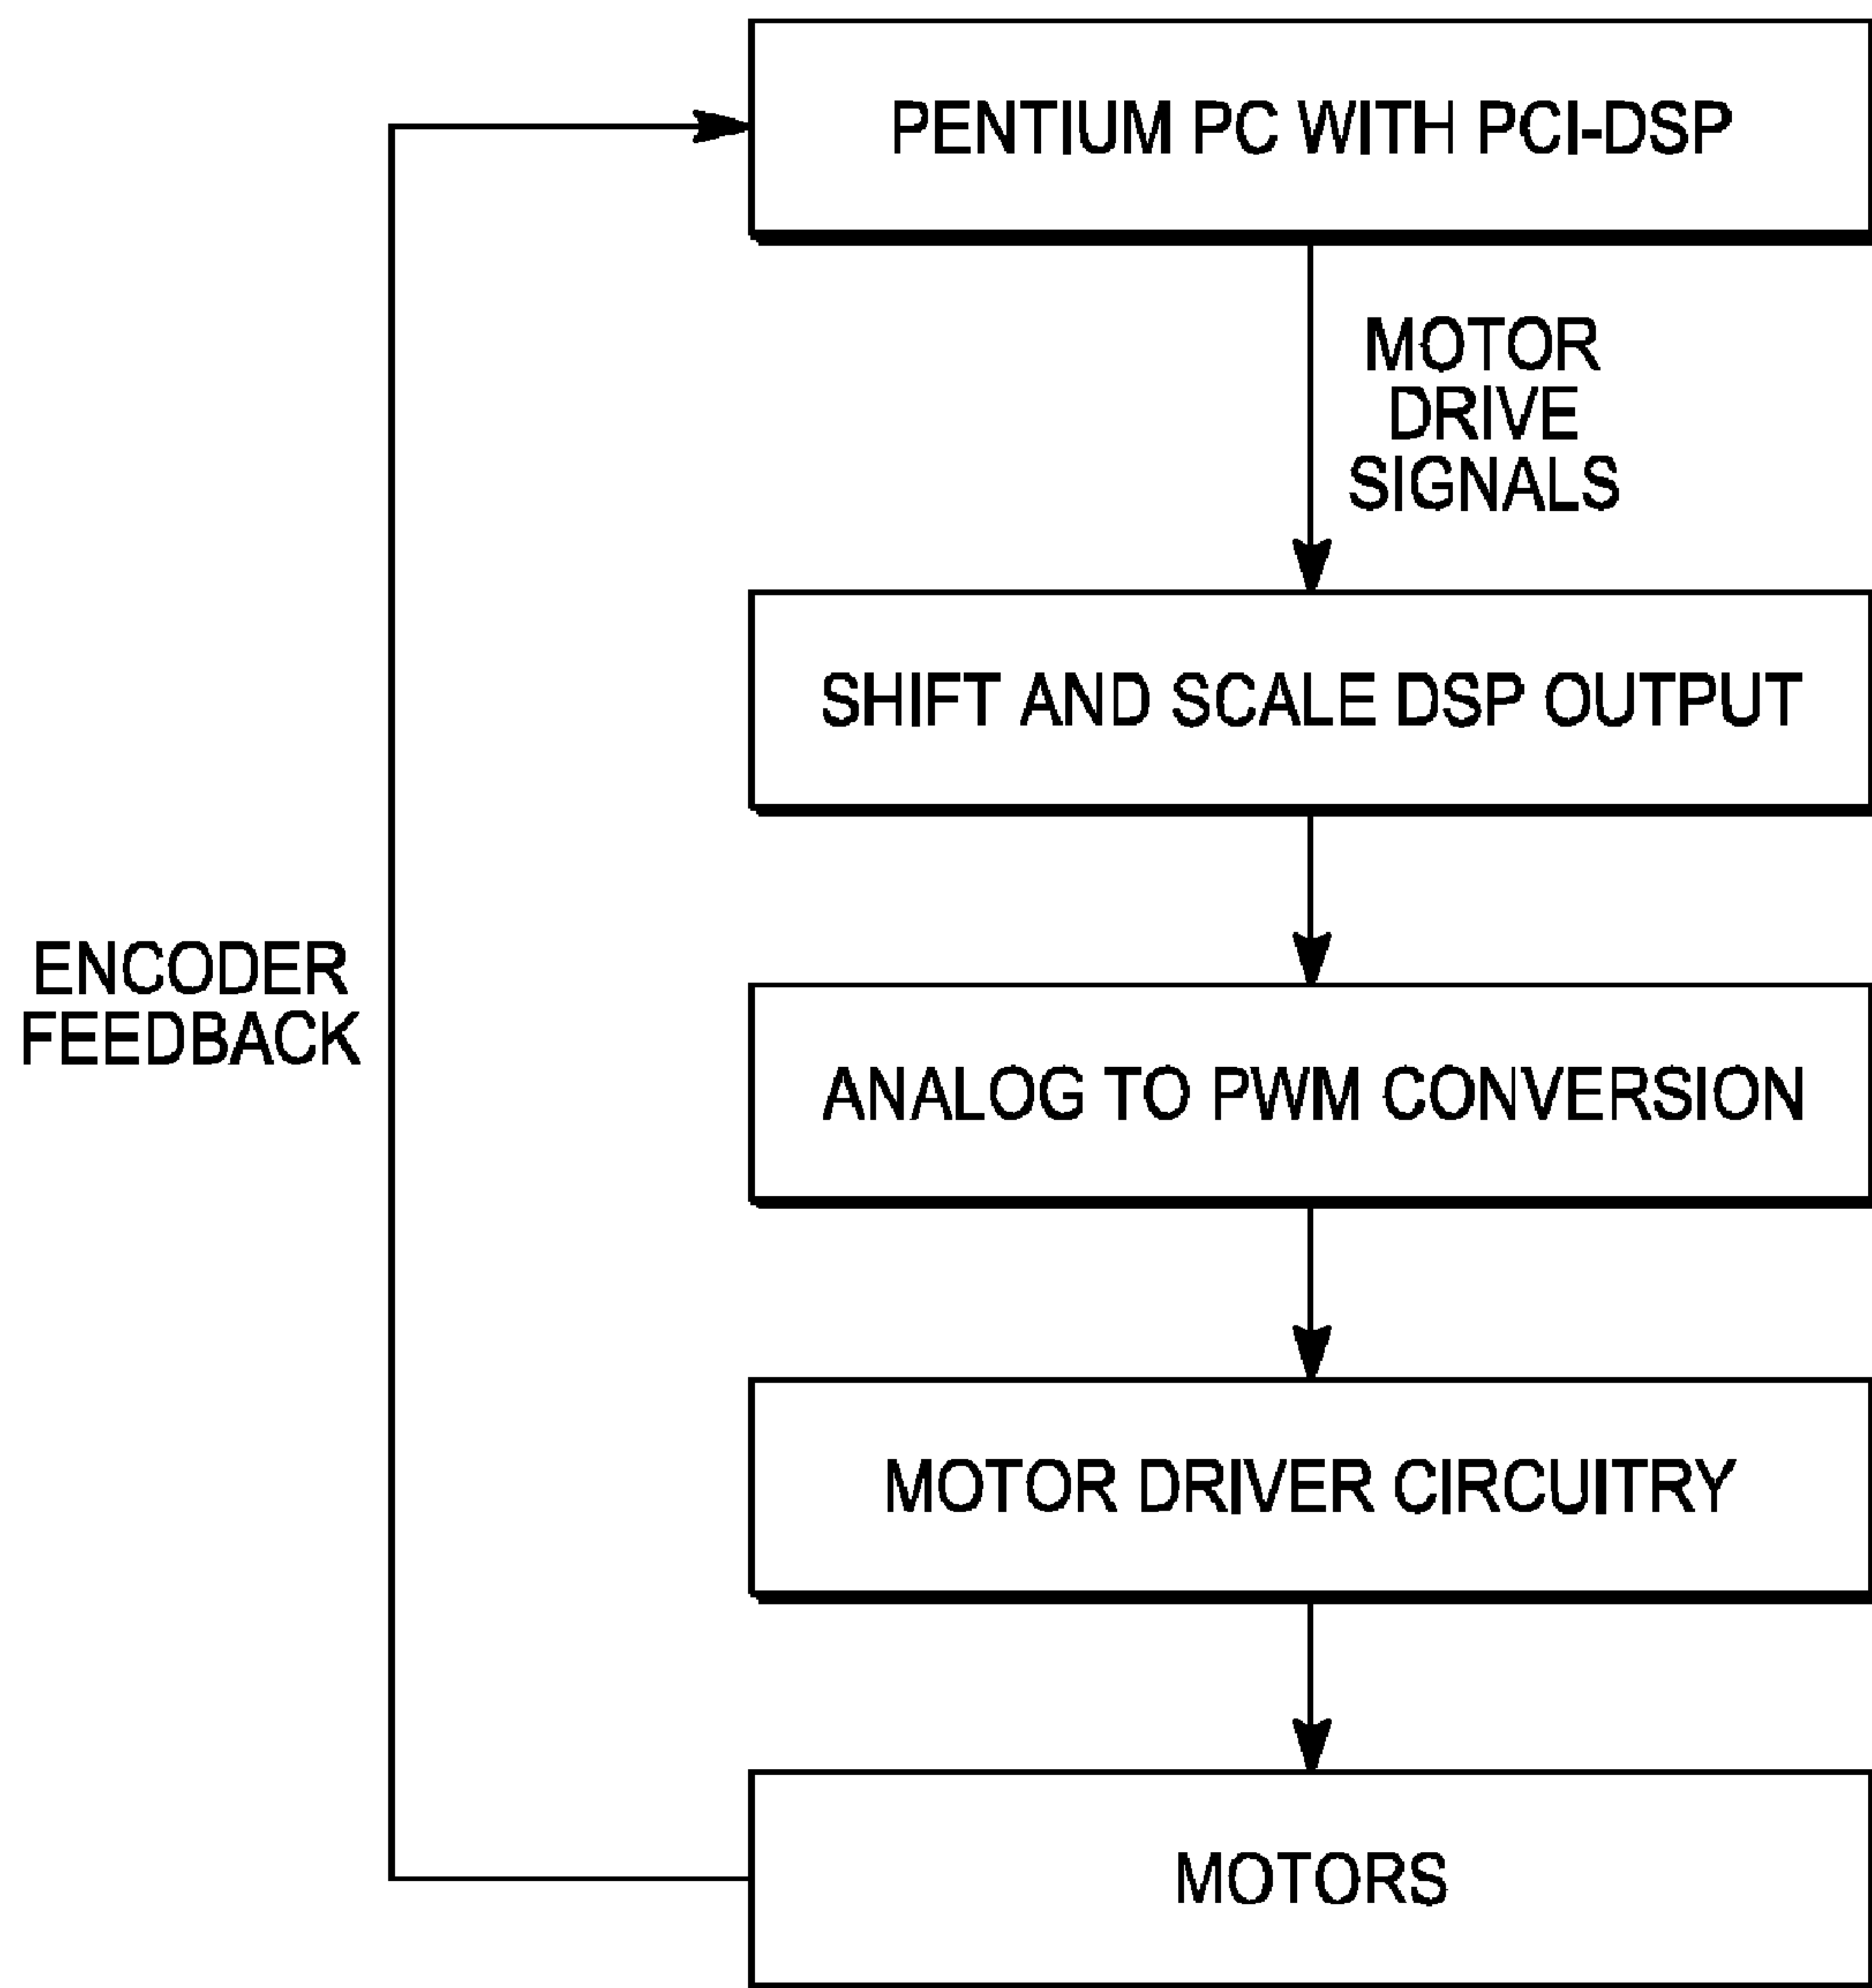 PENTIUM PC WITH PCI-DSP
MOTOR
DRIVE
SIGNALS
SHIFT AND SCALE DSP OUTPUT
ENCODER
FEEDBACK
ANALOG TO PWM CONVERSION
MOTOR DRIVER CIRCUITRY
MOTORS